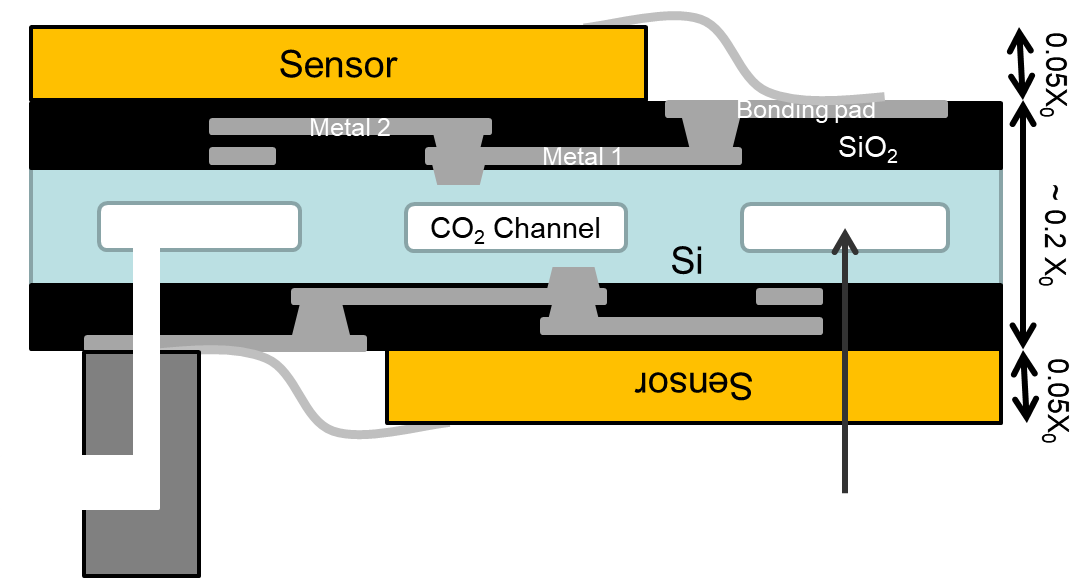 Sensor
0.05X₀
Bonding pad
Metal 2
SiO₂
Metal 1
~ 0.2 X₀
CO₂ Channel
Si
Sensor
0.05X₀